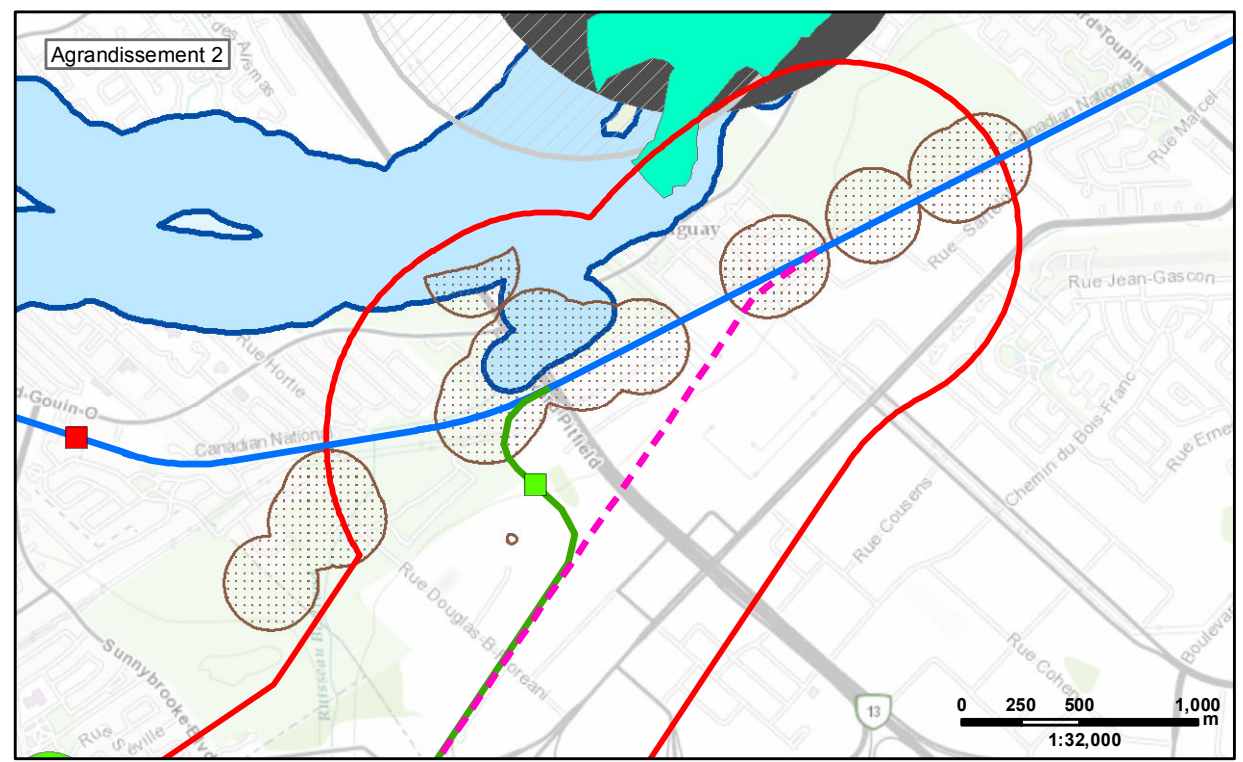 Agrandissement 2
Canadian National
Rue Marcel
Rue Jean-Gascon
Rue Hortie
d-Gouin-O
Canadian National
Pitfield
Chemin du Bois-Franc
Rue Cousens
Rue Douglas-B.-Floreani
Sunnybrooke-Blvd
Rue Séville
Rue Cohen
Boulevar
13
0 250 500 1,000
m
1:32,000